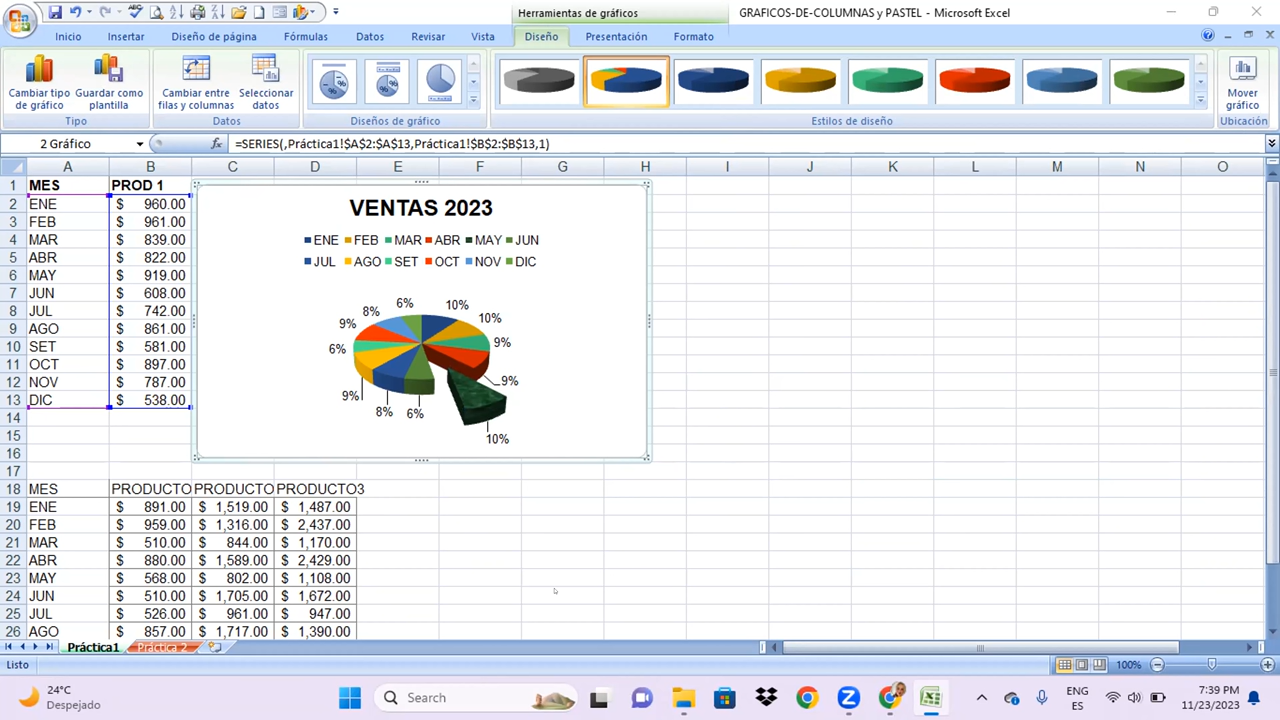 Herramientas de gráficos
GRAFICOS-DE-COLUMNAS y PASTEL - Microsoft Excel
Inicio Insertar Diseño de página Fórmulas Datos Revisar Vista Diseño Presentación Formato
Cambiar tipo de gráfico
Guardar como plantilla
Cambiar entre filas y columnas
Seleccionar datos
Mover gráfico
Tipo Datos Diseños de gráfico Estilos de diseño Ubicación
2 Gráfico fx =SERIES(,Práctica1!$A$2:$A$13,Práctica1!$B$2:$B$13,1)
A B C D E F G H I J K L M N O
1 MES PROD 1
2 ENE $ 960.00
3 FEB $ 961.00
4 MAR $ 839.00
5 ABR $ 822.00
6 MAY $ 919.00
7 JUN $ 608.00
8 JUL $ 742.00
9 AGO $ 861.00
10 SET $ 581.00
11 OCT $ 897.00
12 NOV $ 787.00
13 DIC $ 538.00
14
15
16
17
VENTAS 2023
ENE FEB MAR ABR MAY JUN
JUL AGO SET OCT NOV DIC
6% 10%
8% 10%
9% 9%
6%
9%
9%
8% 6%
10%
18 MES PRODUCTO PRODUCTO PRODUCTO3
19 ENE $ 891.00 $ 1,519.00 $ 1,487.00
20 FEB $ 959.00 $ 1,316.00 $ 2,437.00
21 MAR $ 510.00 $ 844.00 $ 1,170.00
22 ABR $ 880.00 $ 1,589.00 $ 2,429.00
23 MAY $ 568.00 $ 802.00 $ 1,108.00
24 JUN $ 510.00 $ 1,705.00 $ 1,672.00
25 JUL $ 526.00 $ 961.00 $ 947.00
26 AGO $ 857.00 $ 1,717.00 $ 1,390.00
Práctica1 Práctica 2
Listo 100%
24°C
Despejado
Search
ENG
ES
7:39 PM
11/23/2023